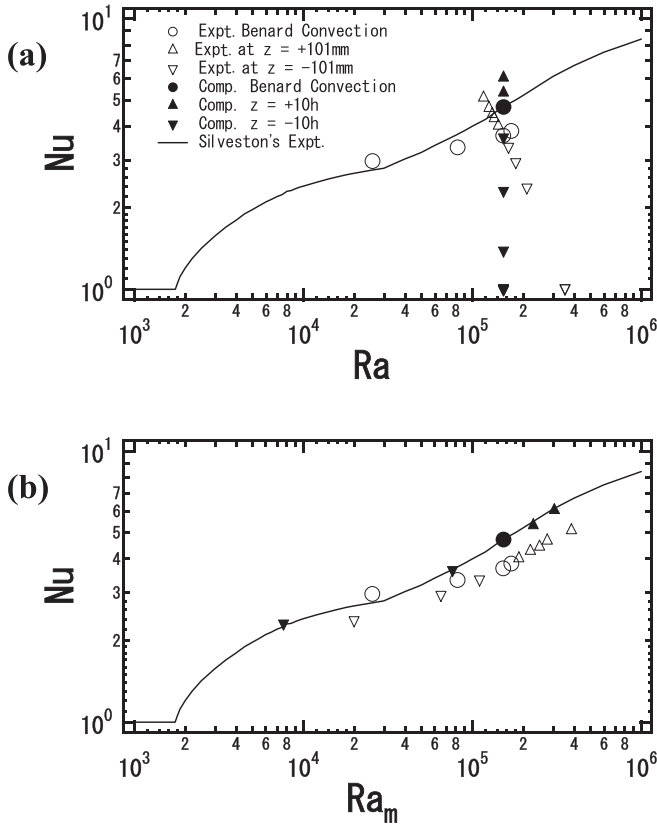 (a)
10¹
7
6
5
4
3
2
10⁰
Nu
Expt. Benard Convection
Expt. at z = +101mm
Expt. at z = −101mm
Comp. Benard Convection
Comp. z = +10h
Comp. z = −10h
Silveston's Expt.
10³ 2 4 6 8 10⁴ 2 4 6 8 10⁵ 2 4 6 8 10⁶
Ra
(b)
10¹
7
6
5
4
3
2
10⁰
Nu
10³ 2 4 6 8 10⁴ 2 4 6 8 10⁵ 2 4 6 8 10⁶
Raₘ